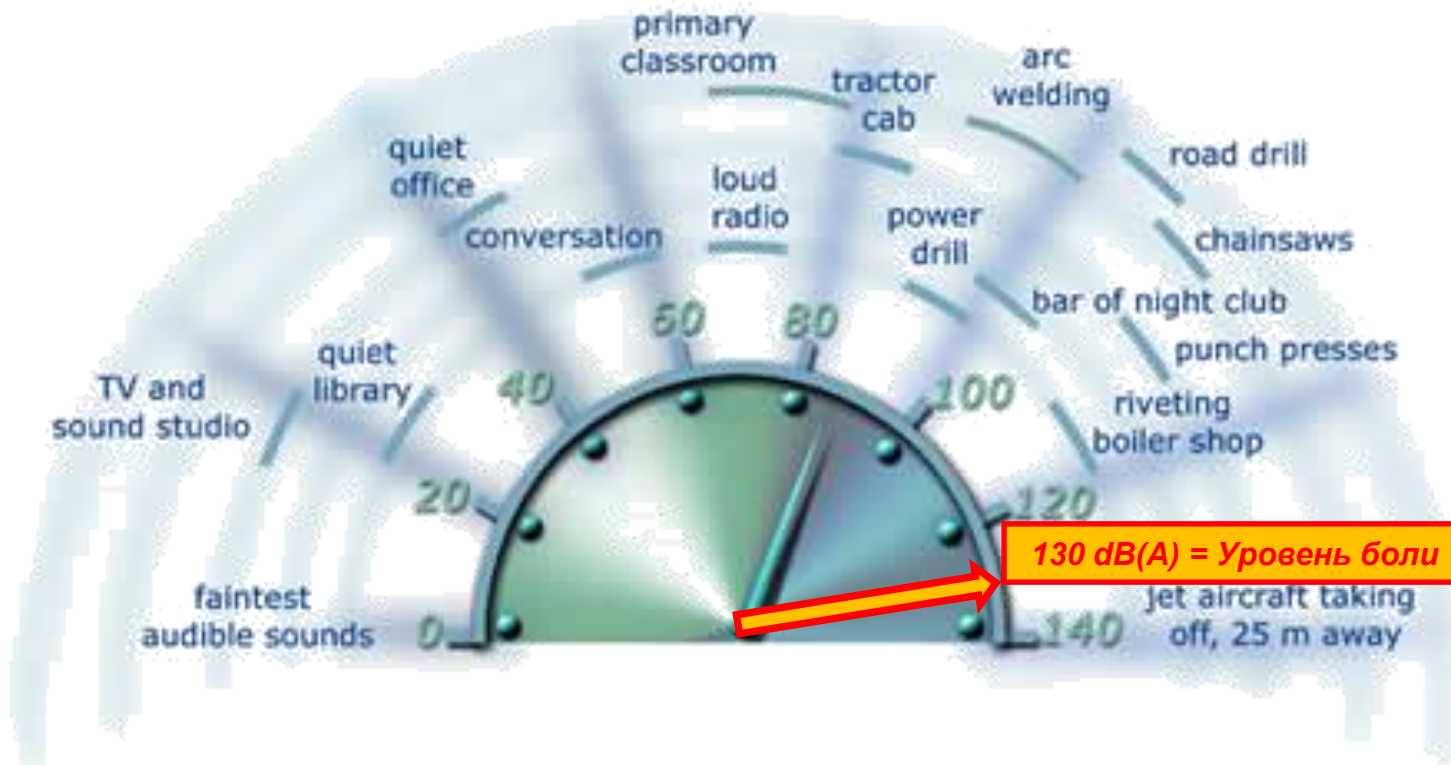 primary
classroom
tractor
cab
arc
welding
quiet
office
road drill
loud
radio
conversation
power
drill
chainsaws
bar of night club
60
80
punch presses
quiet
library
TV and
sound studio
40
100
riveting
boiler shop
20
120
130 dB(A) = Уровень боли
faintest
audible sounds
0
140
jet aircraft taking
off, 25 m away